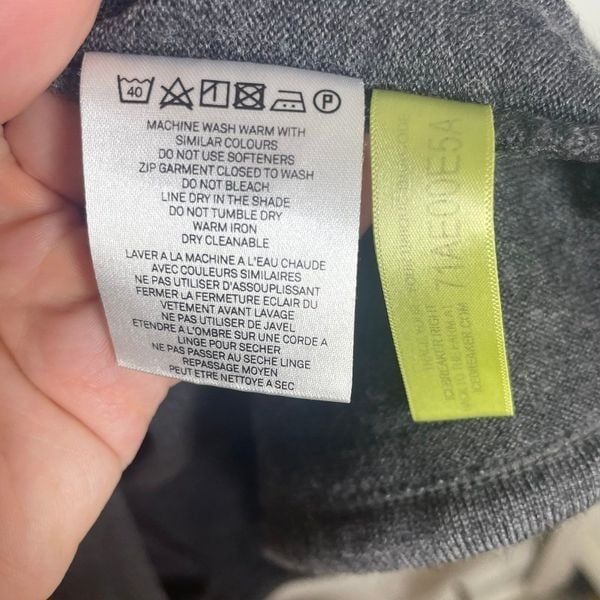 40
P
MACHINE WASH WARM WITH
SIMILAR COLOURS
DO NOT USE SOFTENERS
ZIP GARMENT CLOSED TO WASH
DO NOT BLEACH
LINE DRY IN THE SHADE
DO NOT TUMBLE DRY
WARM IRON
DRY CLEANABLE
LAVER A LA MACHINE A L'EAU CHAUDE
AVEC COULEURS SIMILAIRES
NE PAS UTILISER D'ASSOUPLISSANT
FERMER LA FERMETURE ECLAIR DU
VETEMENT AVANT LAVAGE
NE PAS UTILISER DE JAVEL
ETENDRE A L'OMBRE SUR UNE CORDE A
LINGE POUR SECHER
NE PAS PASSER AU SECHE LINGE
REPASSAGE MOYEN
PEUT ETRE NETTOYE A SEC
71AE00E5A
ICEBREAKER.COM